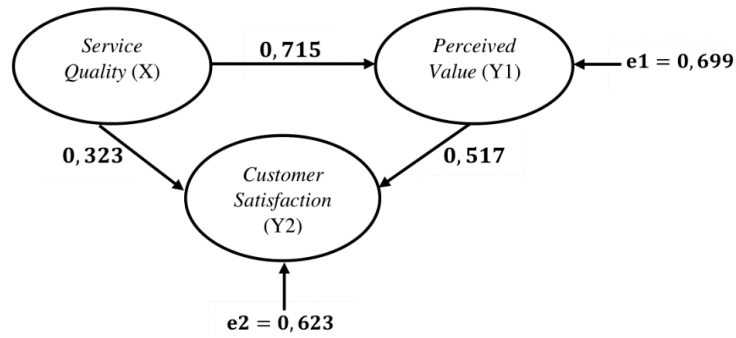 Service
Quality (X)
0,715
Perceived
Value (Y1)
e1 = 0,699
0,323
0,517
Customer
Satisfaction
(Y2)
e2 = 0,623